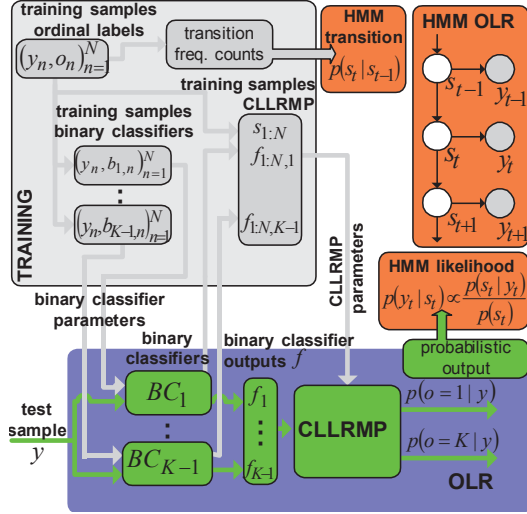 training samples
ordinal labels
(y_n, o_n)_{n=1}^N
transition
freq. counts
HMM
transition
p(s_t | s_{t-1})
HMM OLR
s_{t-1}
y_{t-1}
s_t
y_t
s_{t+1}
y_{t+1}
training samples
binary classifiers
(y_n, b_{1,n})_{n=1}^N
⋮
(y_n, b_{K-1,n})_{n=1}^N
training samples
CLLRMP
s_{1:N}
f_{1:N,1}
⋮
f_{1:N,K-1}
TRAINING
binary classifier
parameters
CLLRMP
parameters
HMM likelihood
p(y_t | s_t) ∝ p(s_t | y_t) / p(s_t)
binary
classifiers
binary classifier
outputs f
probabilistic
output
test
sample
y
BC_1
⋮
BC_{K-1}
f_1
⋮
f_{K-1}
CLLRMP
p(o = 1 | y)
p(o = K | y)
OLR